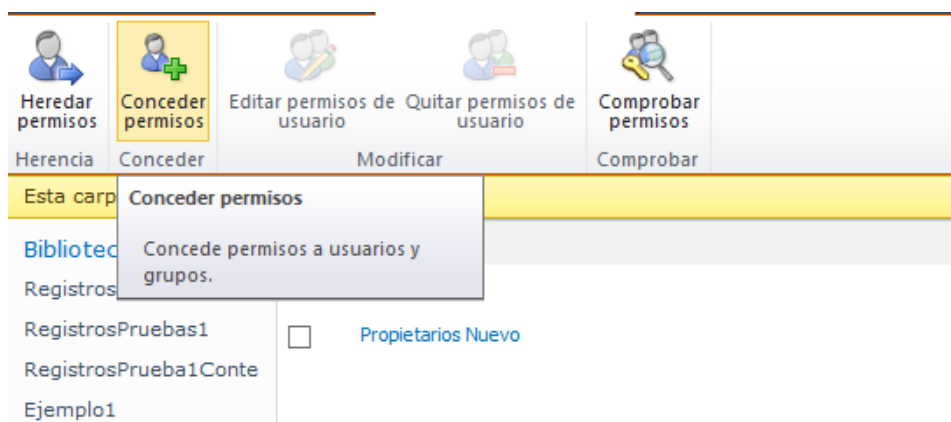 Heredar
permisos
Conceder
permisos
Editar permisos de
usuario
Quitar permisos de
usuario
Comprobar
permisos
Herencia
Conceder
Modificar
Comprobar
Esta carp
Conceder permisos
Concede permisos a usuarios y
grupos.
Bibliotec
Registros
RegistrosPruebas1
Propietarios Nuevo
RegistrosPrueba1Conte
Ejemplo1